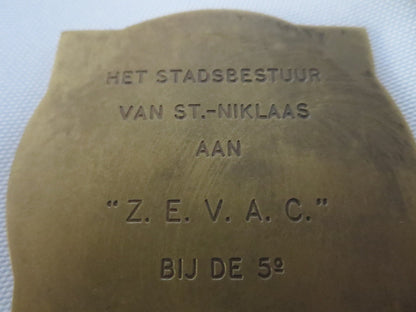 HET STADSBESTUUR
VAN ST.-NIKLAAS
AAN
"Z. E. V. A. C."
BIJ DE 5º